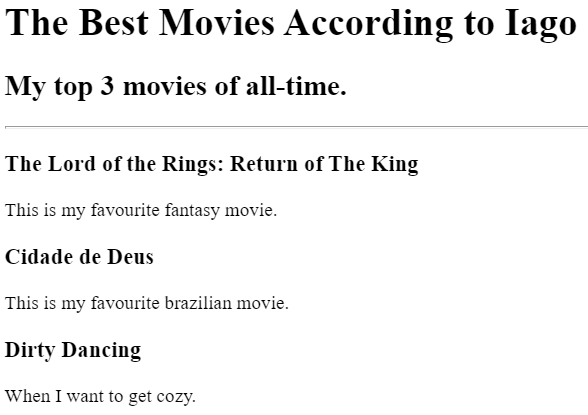 The Best Movies According to Iago
My top 3 movies of all-time.
The Lord of the Rings: Return of The King
This is my favourite fantasy movie.
Cidade de Deus
This is my favourite brazilian movie.
Dirty Dancing
When I want to get cozy.